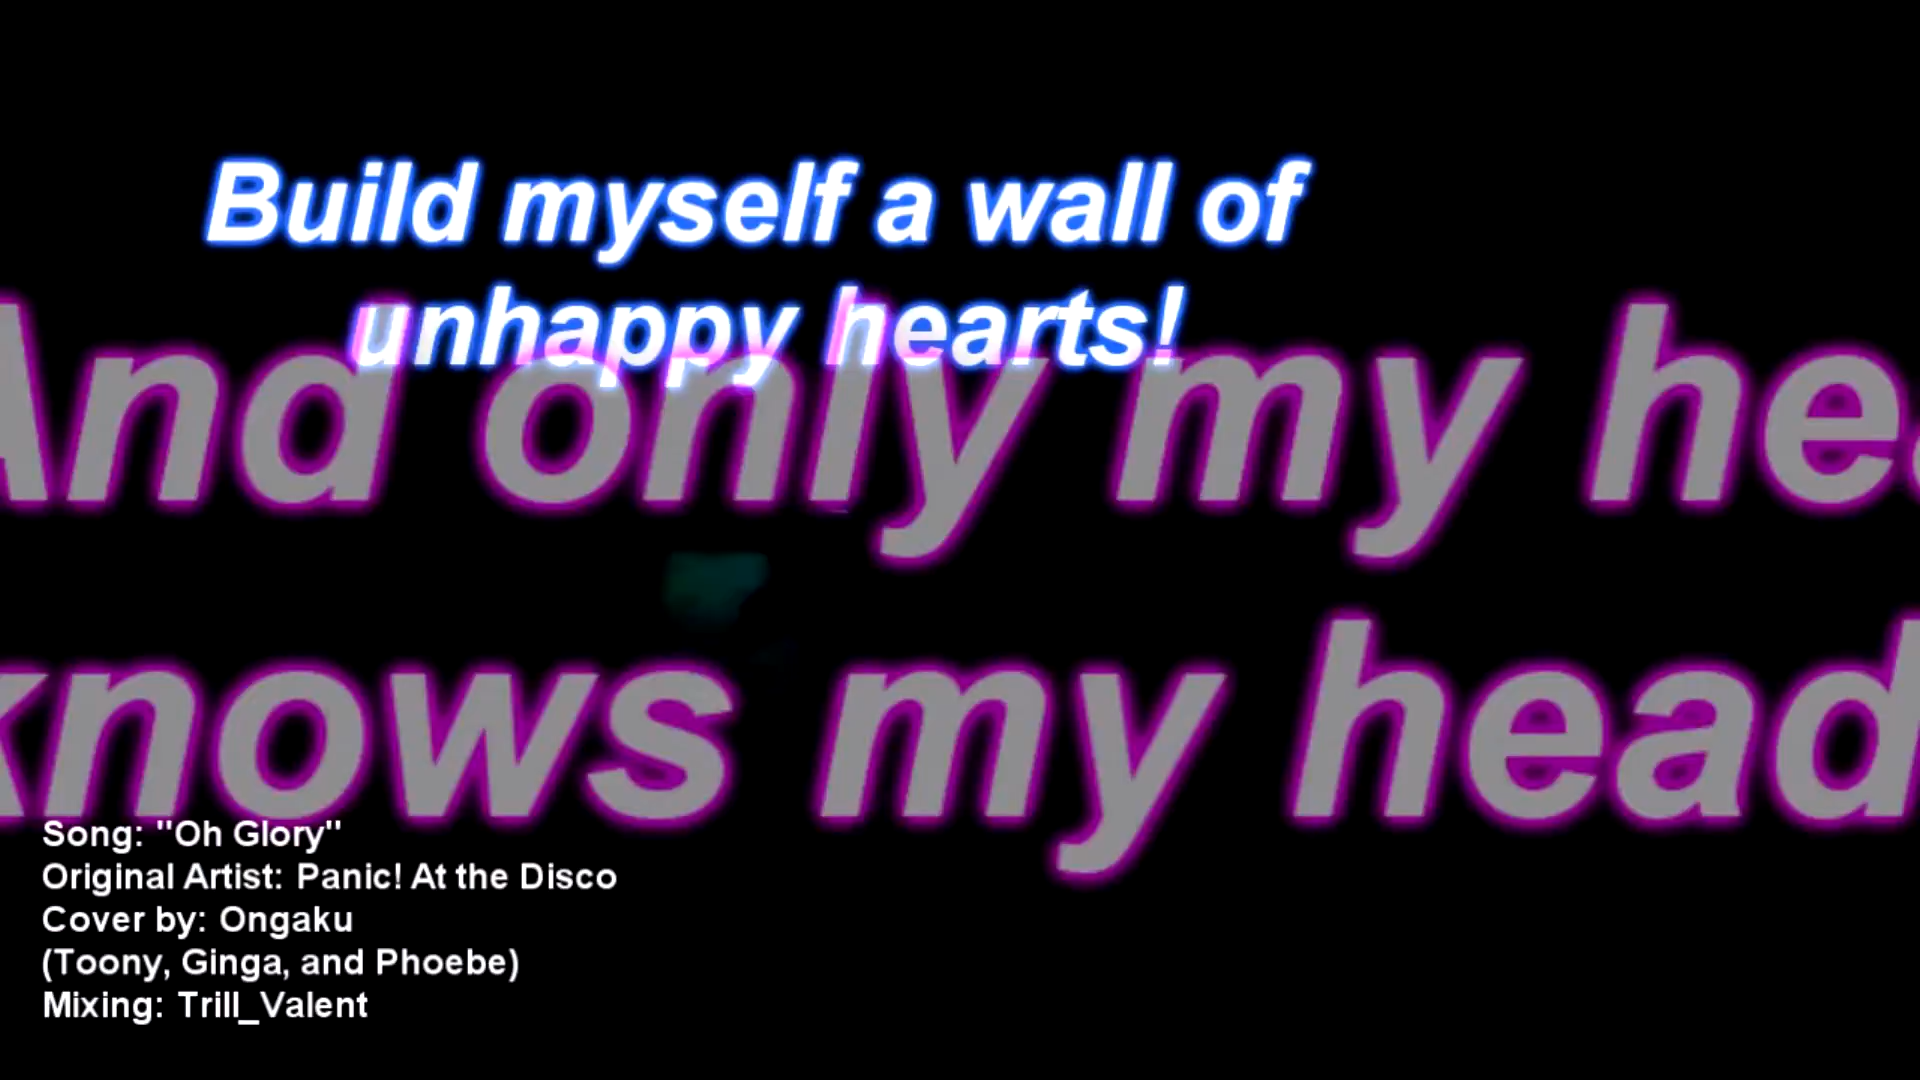 Build myself a wall of
unhappy hearts!
And only my hea
knows my head
Song: "Oh Glory"
Original Artist: Panic! At the Disco
Cover by: Ongaku
(Toony, Ginga, and Phoebe)
Mixing: Trill_Valent